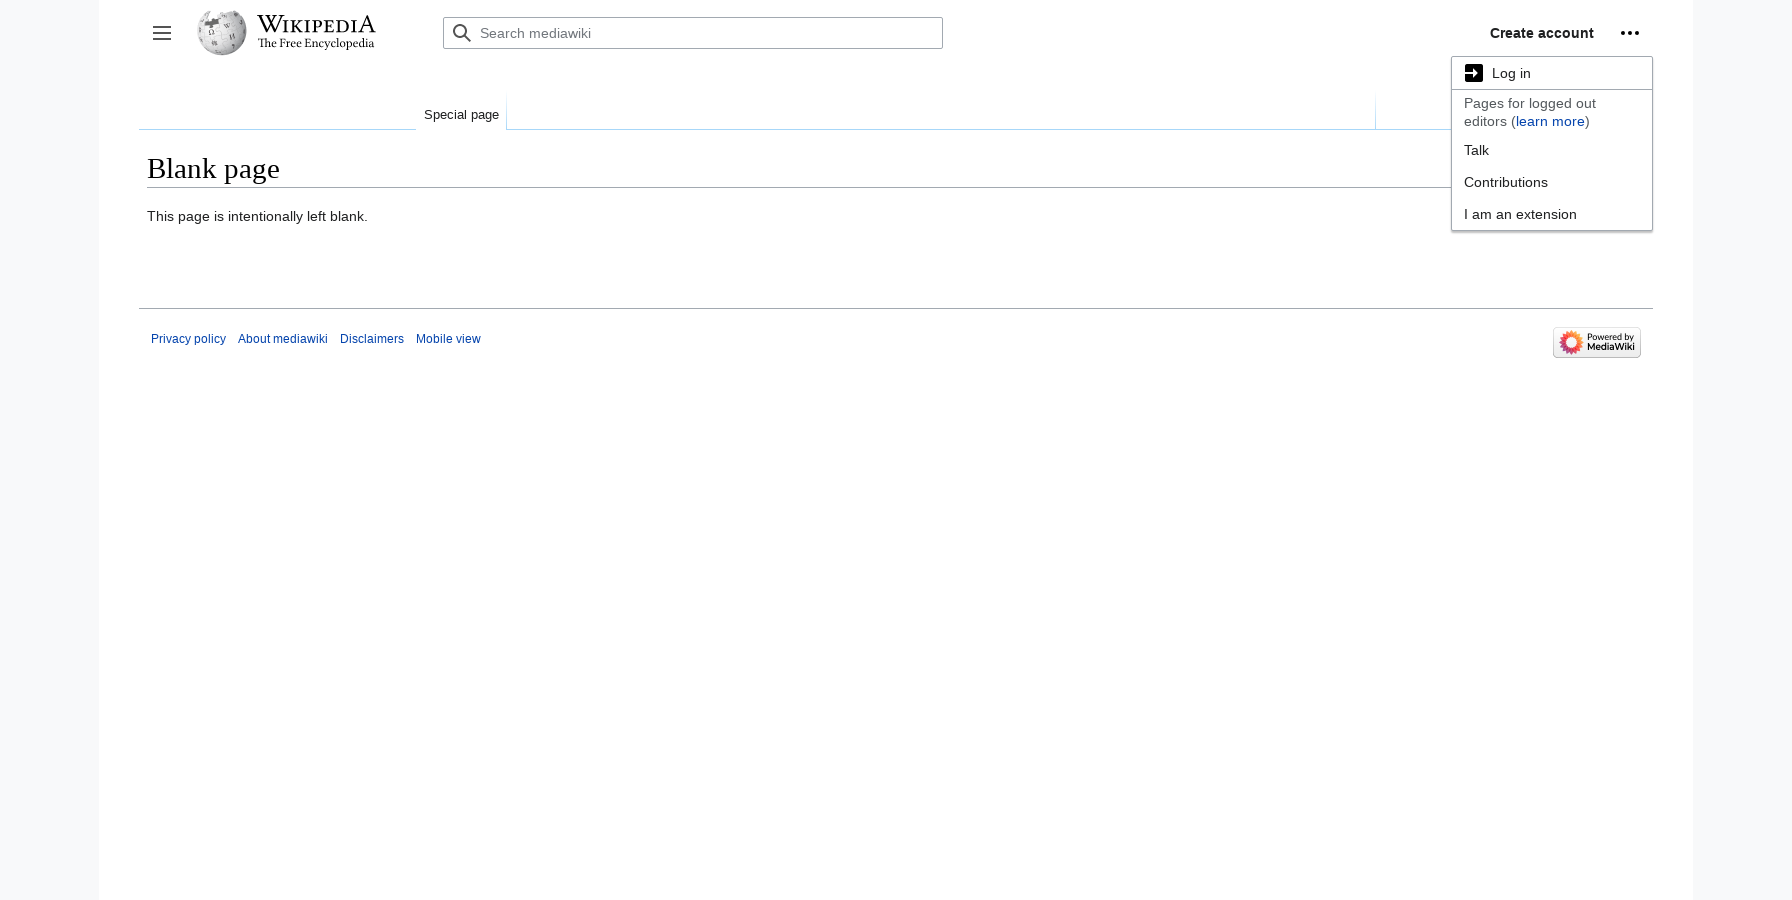 WIKIPEDIA
The Free Encyclopedia
Search mediawiki
Create account
Log in
Pages for logged out
editors (learn more)
Talk
Contributions
I am an extension
Special page
Blank page
This page is intentionally left blank.
Privacy policy About mediawiki Disclaimers Mobile view
Powered by
MediaWiki